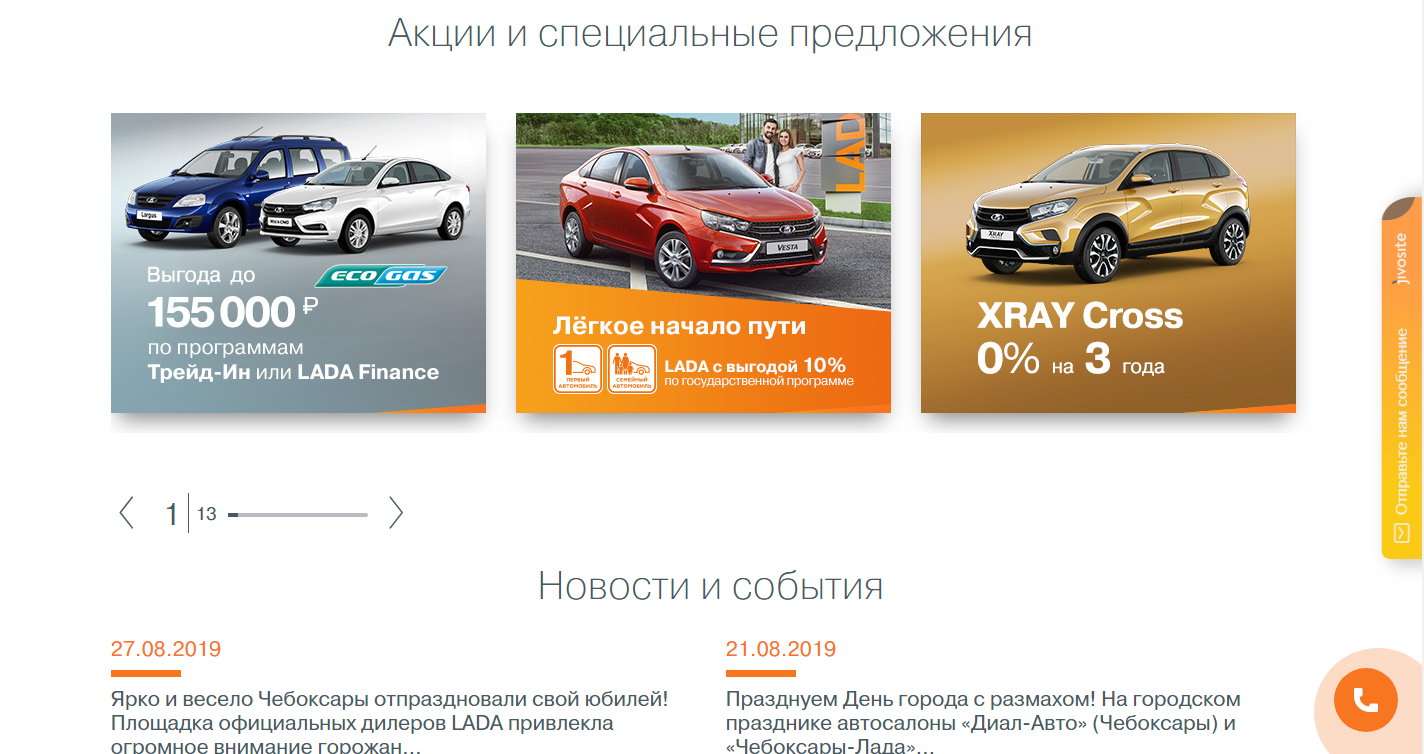 Акции и специальные предложения
Largus
VESTA CNG
Выгода до
ECO GAS
155 000 ₽
по программам
Трейд-Ин или LADA Finance
LADA
VESTA
Лёгкое начало пути
1
ПЕРВЫЙ
АВТОМОБИЛЬ
СЕМЕЙНЫЙ
АВТОМОБИЛЬ
LADA с выгодой 10%
по государственной программе
XRAY
XRAY Cross
0% на 3 года
jivosite
Отправьте нам сообщение
1 13
Новости и события
27.08.2019
Ярко и весело Чебоксары отпраздновали свой юбилей!
Площадка официальных дилеров LADA привлекла
огромное внимание горожан...
21.08.2019
Празднуем День города с размахом! На городском
празднике автосалоны «Диал-Авто» (Чебоксары) и
«Чебоксары-Лада»...